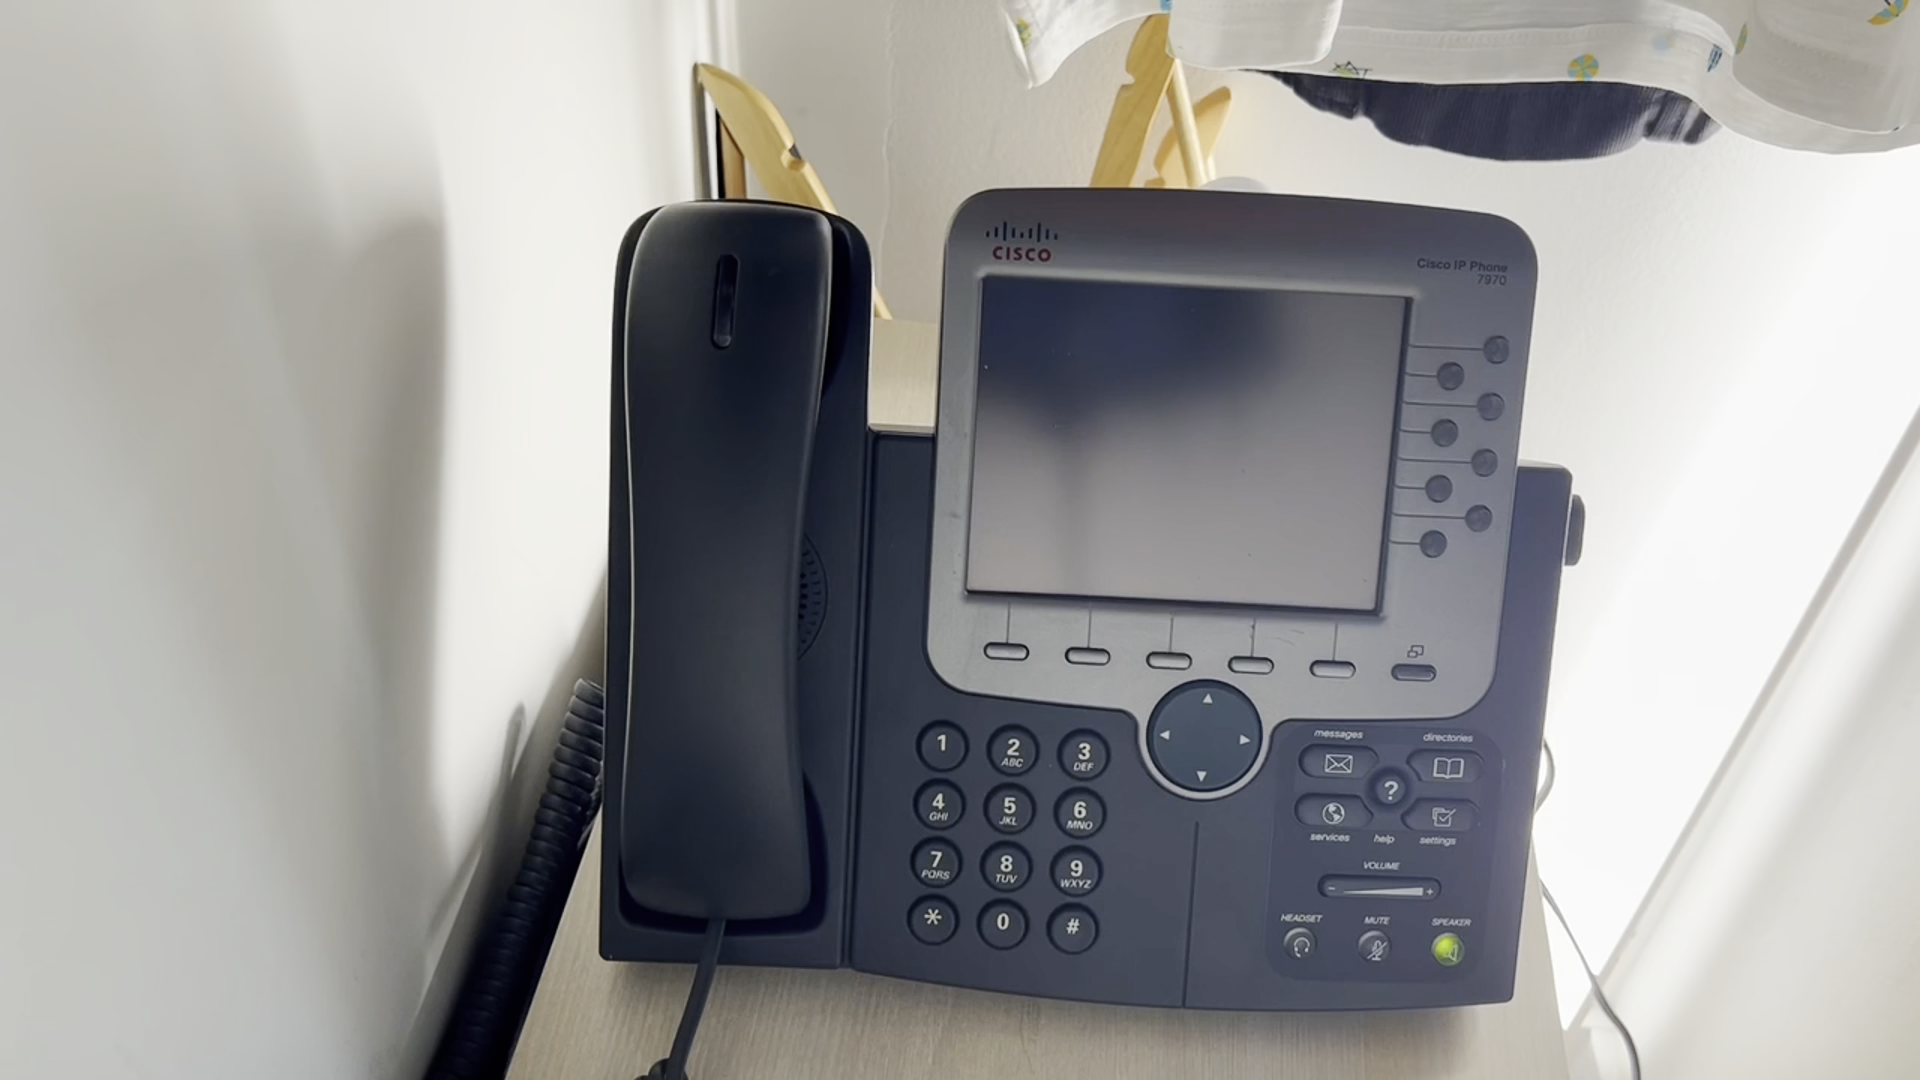 CISCO
Cisco IP Phone
7970
messages
directories
1
2
ABC
3
DEF
4
GHI
5
JKL
6
MNO
7
PQRS
8
TUV
9
WXYZ
*
0
#
?
services
help
settings
VOLUME
- +
HEADSET
MUTE
SPEAKER